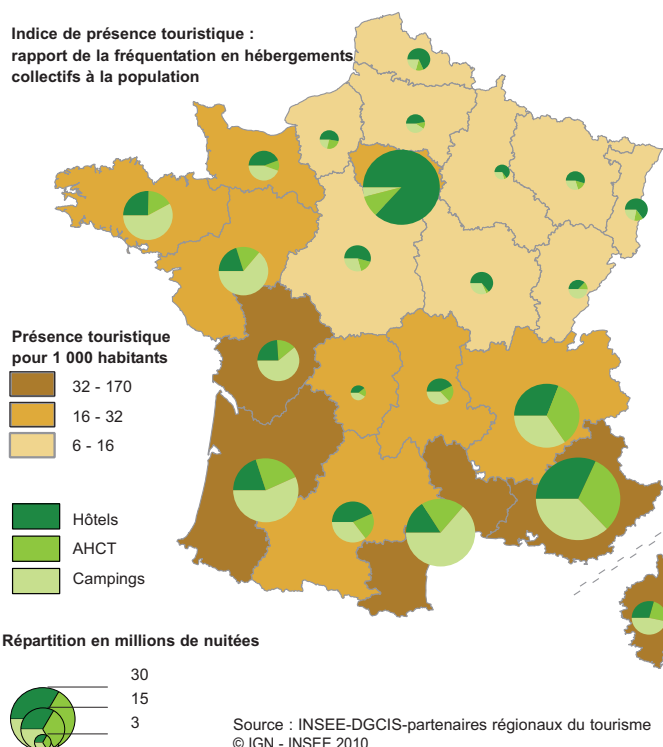 Indice de présence touristique :
rapport de la fréquentation en hébergements
collectifs à la population
Présence touristique
pour 1 000 habitants
32 - 170
16 - 32
6 - 16
Hôtels
AHCT
Campings
Répartition en millions de nuitées
30
15
3
Source : INSEE-DGCIS-partenaires régionaux du tourisme
© IGN - INSEE 2010